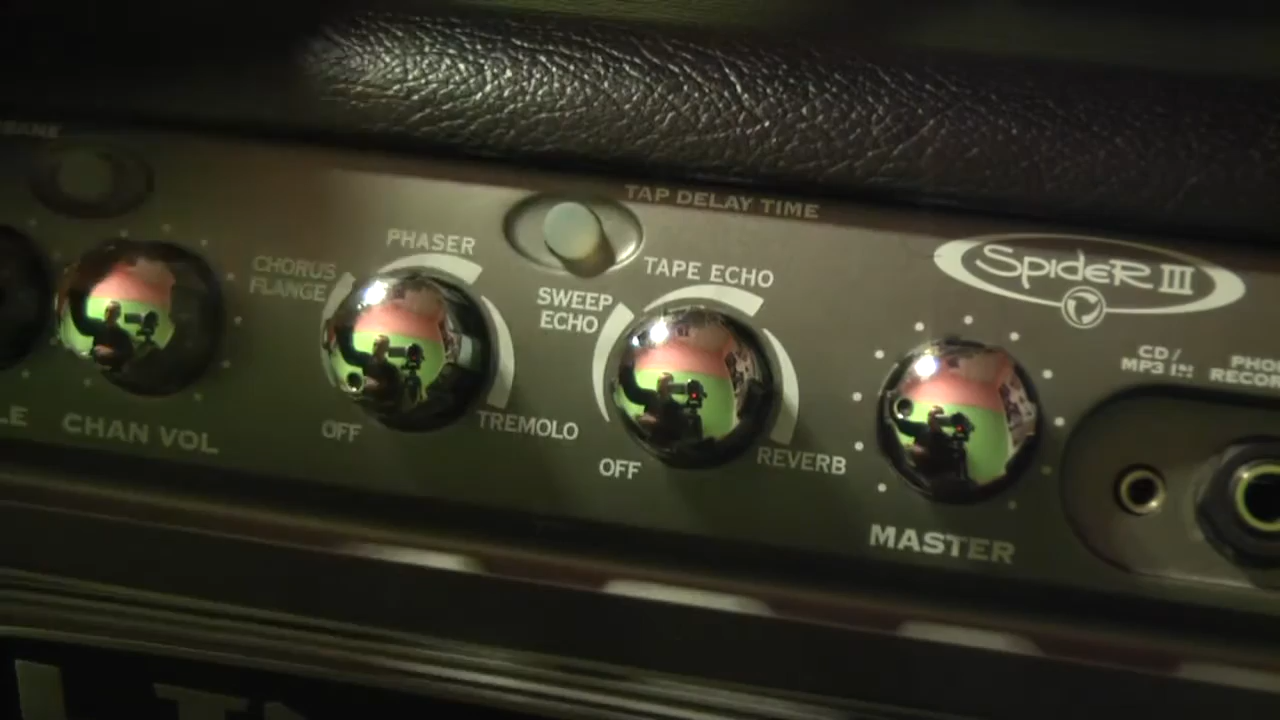 TAP DELAY TIME
PHASER
CHORUS
FLANGE
TAPE ECHO
SWEEP
ECHO
SPIDER III
CD/
MP3 IN
CHAN VOL
OFF
TREMOLO
OFF
REVERB
MASTER